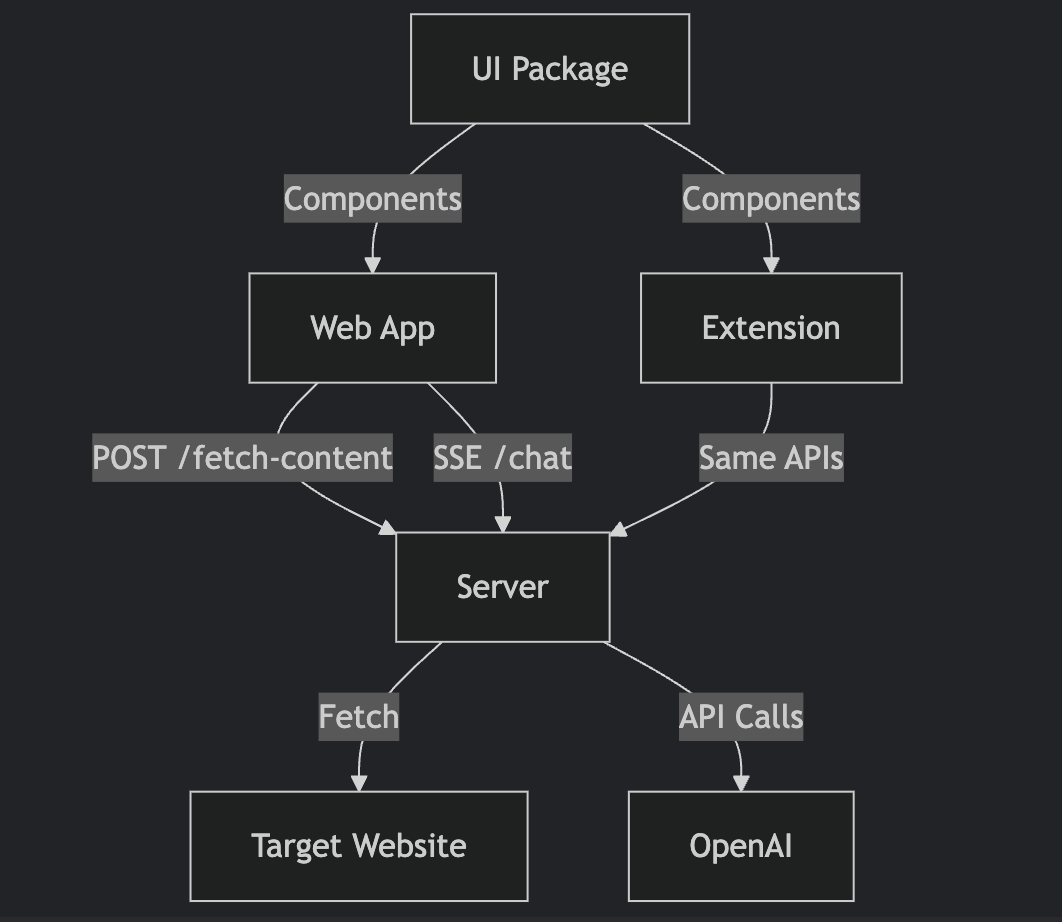 UI Package
Components
Components
Web App
Extension
POST /fetch-content
SSE /chat
Same APIs
Server
Fetch
API Calls
Target Website
OpenAI